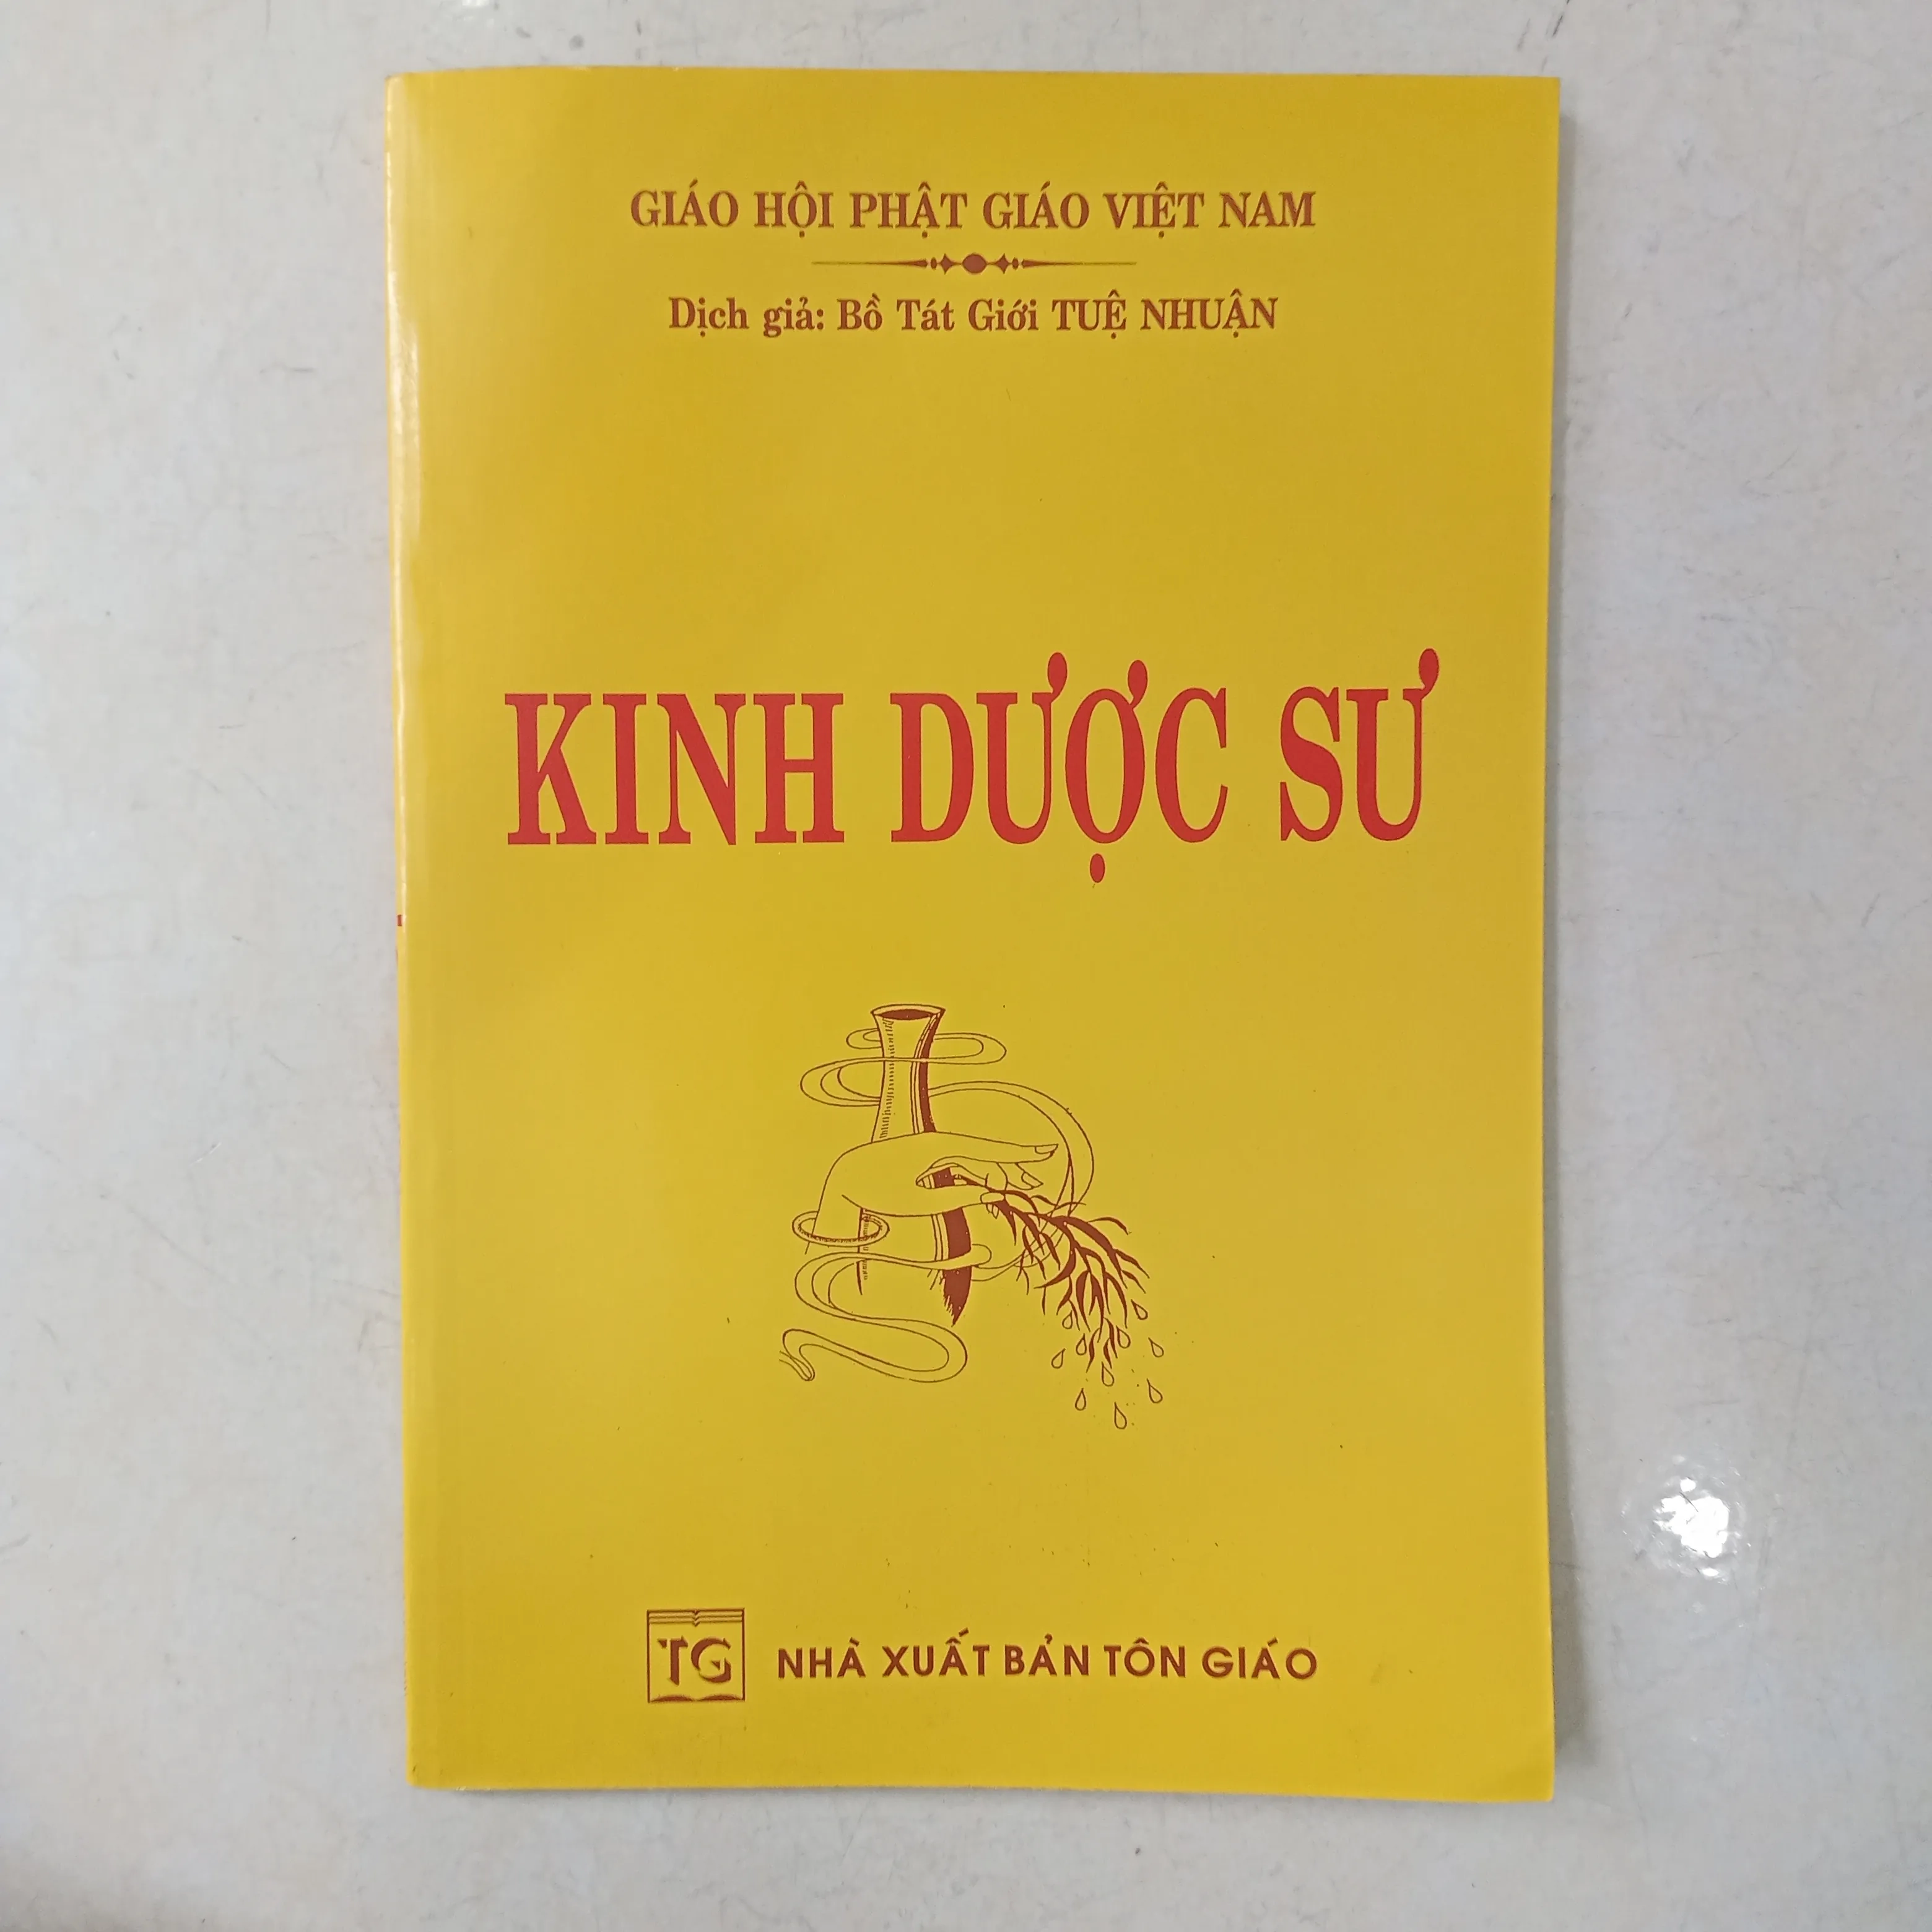 GIÁO HỘI PHẬT GIÁO VIỆT NAM
Dịch giả: Bồ Tát Giới TUỆ NHUẬN
KINH DƯỢC SƯ
TG NHÀ XUẤT BẢN TÔN GIÁO